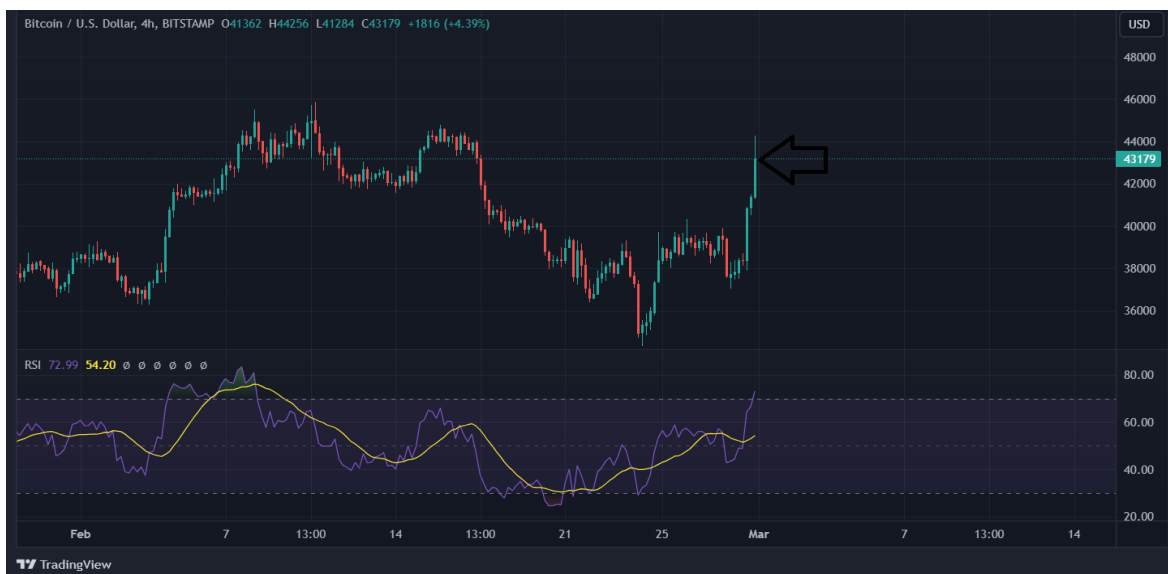 Bitcoin / U.S. Dollar, 4h, BITSTAMP O41362 H44256 L41284 C43179 +1816 (+4.39%)
USD
48000
46000
44000
43179
42000
40000
38000
36000
RSI 72.99 54.20 ø ø ø ø ø ø
80.00
60.00
40.00
20.00
Feb 7 13:00 14 13:00 21 25 Mar 7 13:00 14
TradingView